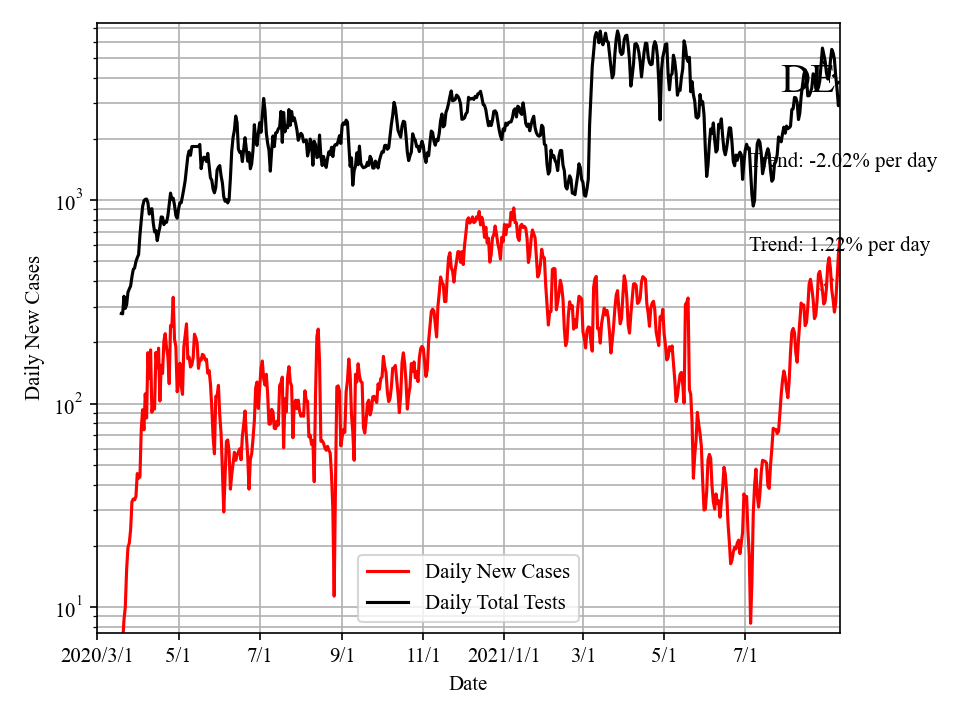 DE
10³
Trend: -2.02% per day
Trend: 1.22% per day
10²
10¹
Daily New Cases
Daily New Cases
Daily Total Tests
2020/3/1 5/1 7/1 9/1 11/1 2021/1/1 3/1 5/1 7/1
Date